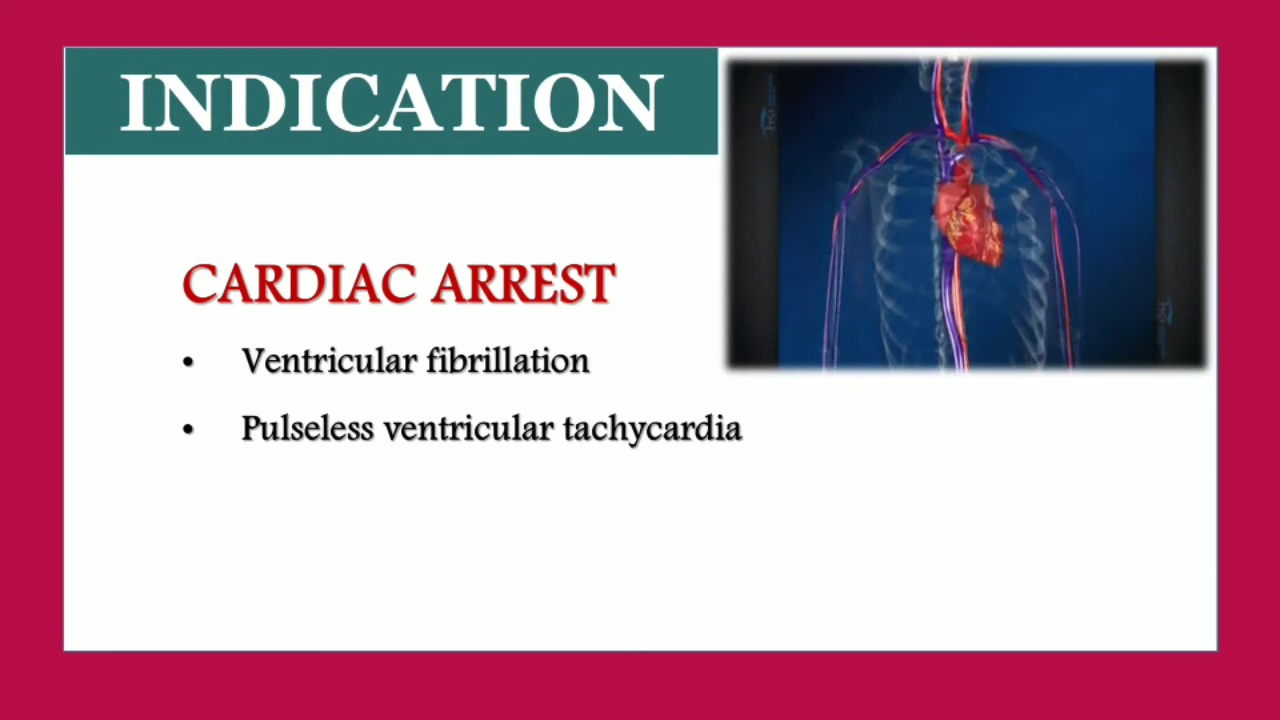 INDICATION
CARDIAC ARREST
• Ventricular fibrillation
• Pulseless ventricular tachycardia